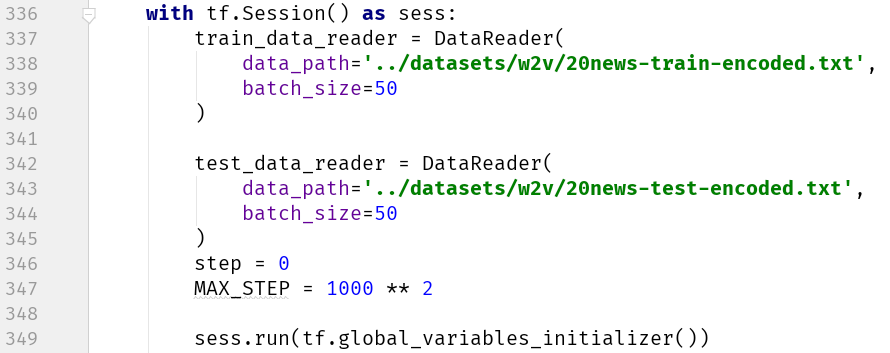 336     with tf.Session() as sess:
337         train_data_reader = DataReader(
338             data_path='../datasets/w2v/20news-train-encoded.txt',
339             batch_size=50
340         )
341
342         test_data_reader = DataReader(
343             data_path='../datasets/w2v/20news-test-encoded.txt',
344             batch_size=50
345         )
346         step = 0
347         MAX_STEP = 1000 ** 2
348
349         sess.run(tf.global_variables_initializer())